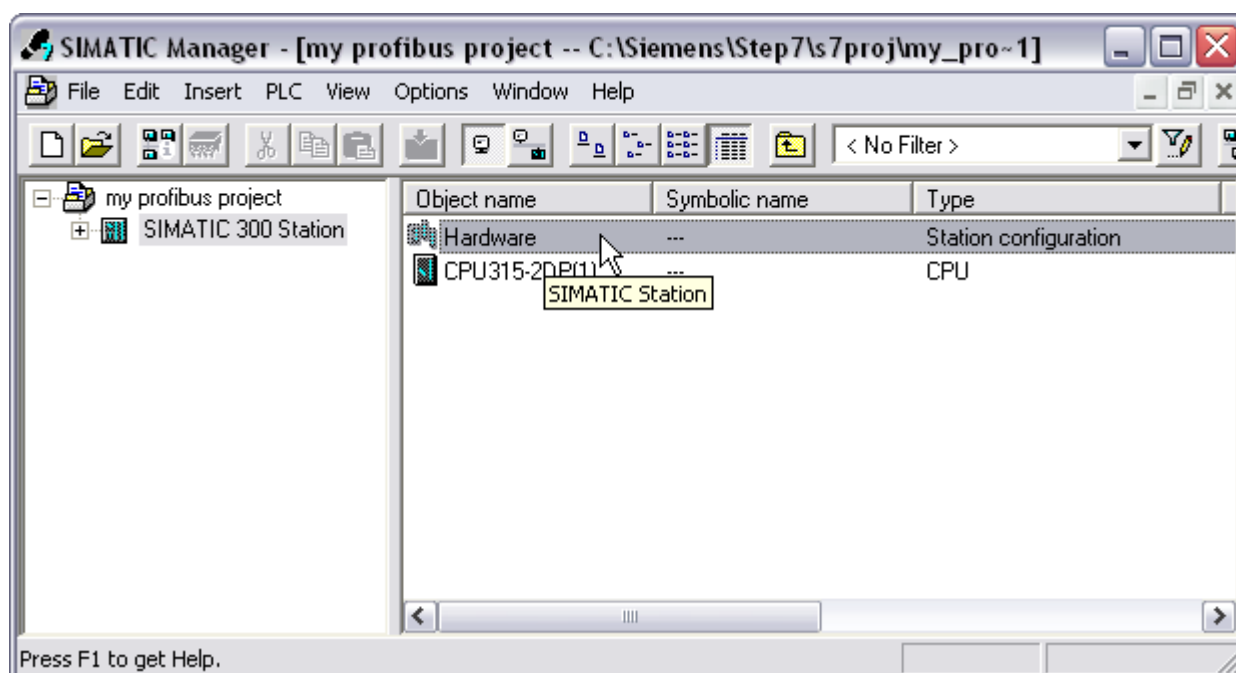 SIMATIC Manager - [my profibus project -- C:\Siemens\Step7\s7proj\my_pro~1]
File Edit Insert PLC View Options Window Help
< No Filter >
my profibus project
SIMATIC 300 Station
Object name Symbolic name Type
Hardware --- Station configuration
CPU315-2DP(1) --- CPU
SIMATIC Station
Press F1 to get Help.